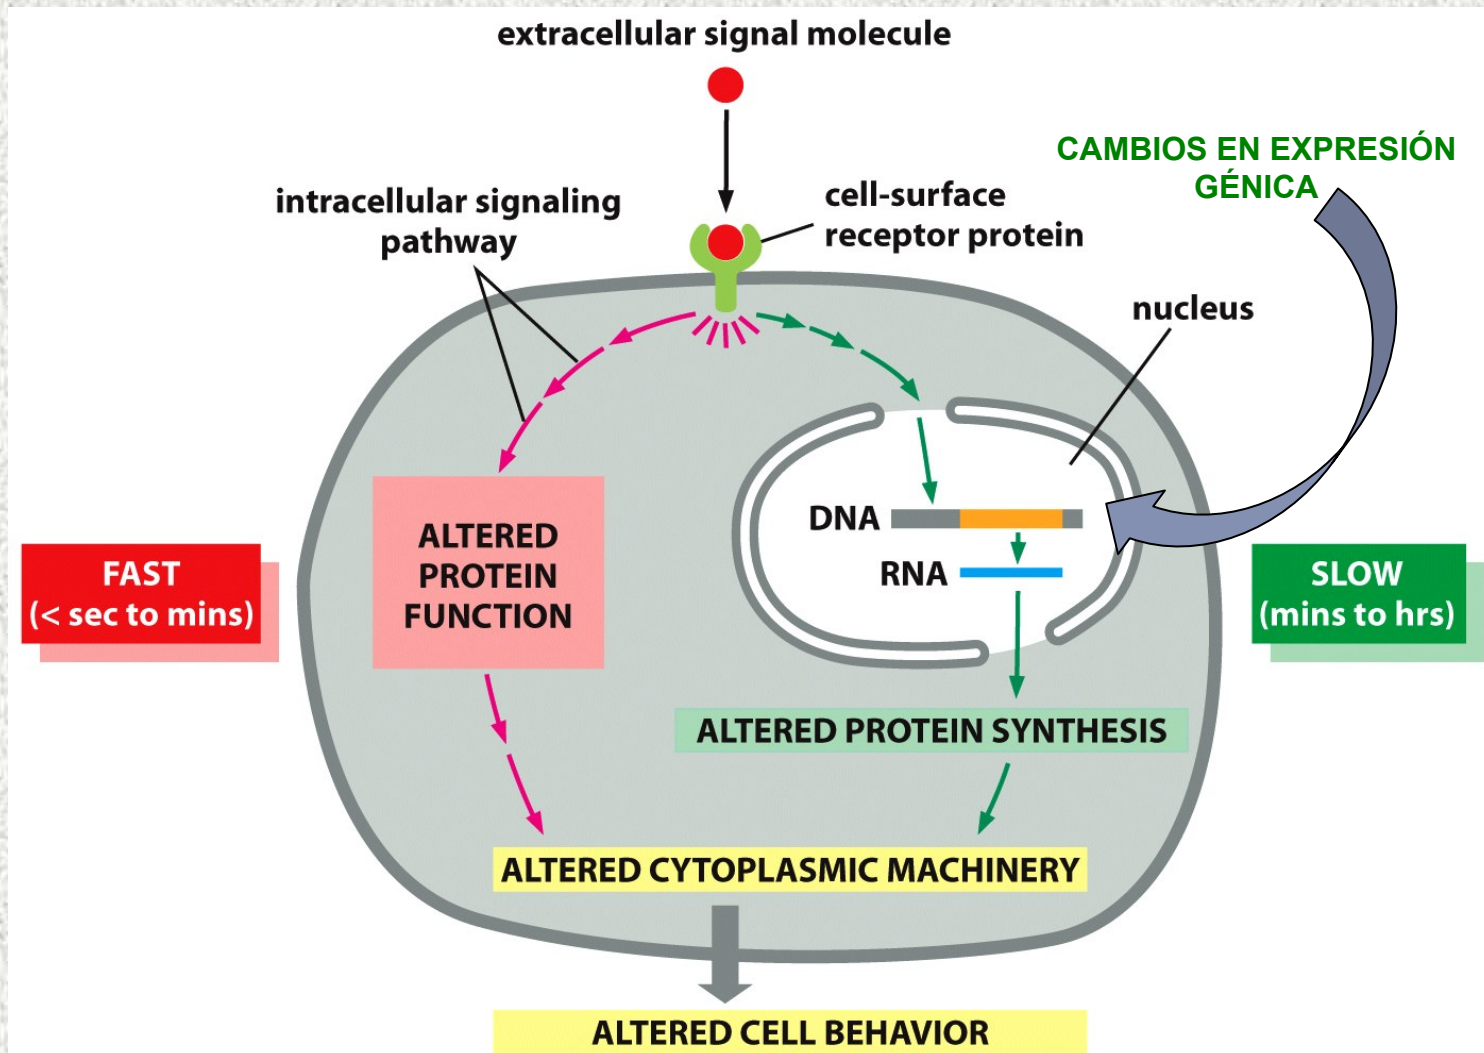 extracellular signal molecule
CAMBIOS EN EXPRESIÓN
GÉNICA
intracellular signaling
pathway
cell-surface
receptor protein
nucleus
DNA
RNA
ALTERED
PROTEIN
FUNCTION
FAST
(< sec to mins)
SLOW
(mins to hrs)
ALTERED PROTEIN SYNTHESIS
ALTERED CYTOPLASMIC MACHINERY
ALTERED CELL BEHAVIOR